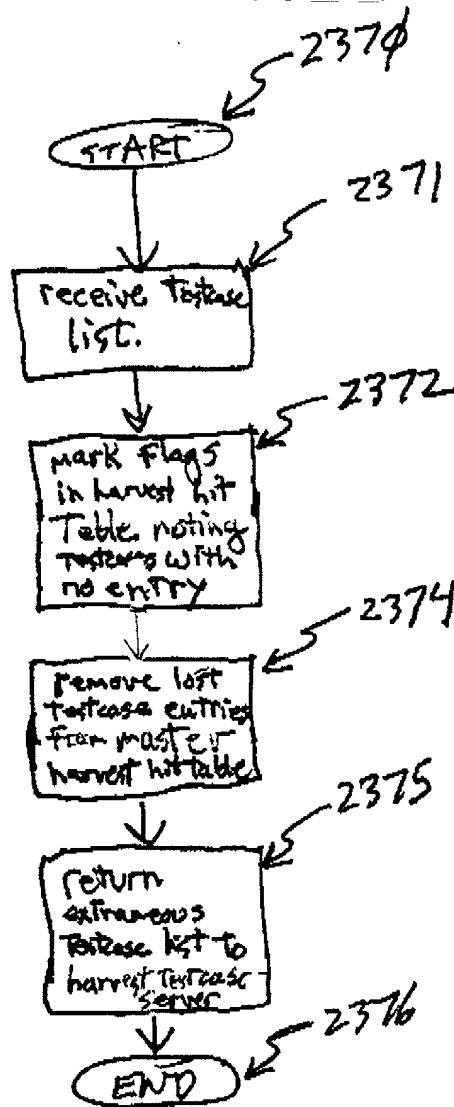 2370
START
2371
receive Testcase
list.
2372
Mark Flags
in harvest hit
Table noting
Testcases with
no entry
2374
remove lost
testcase entries
from master
harvest hit table
2375
return
extraneous
Testcase list to
harvest Testcase
server
2376
END